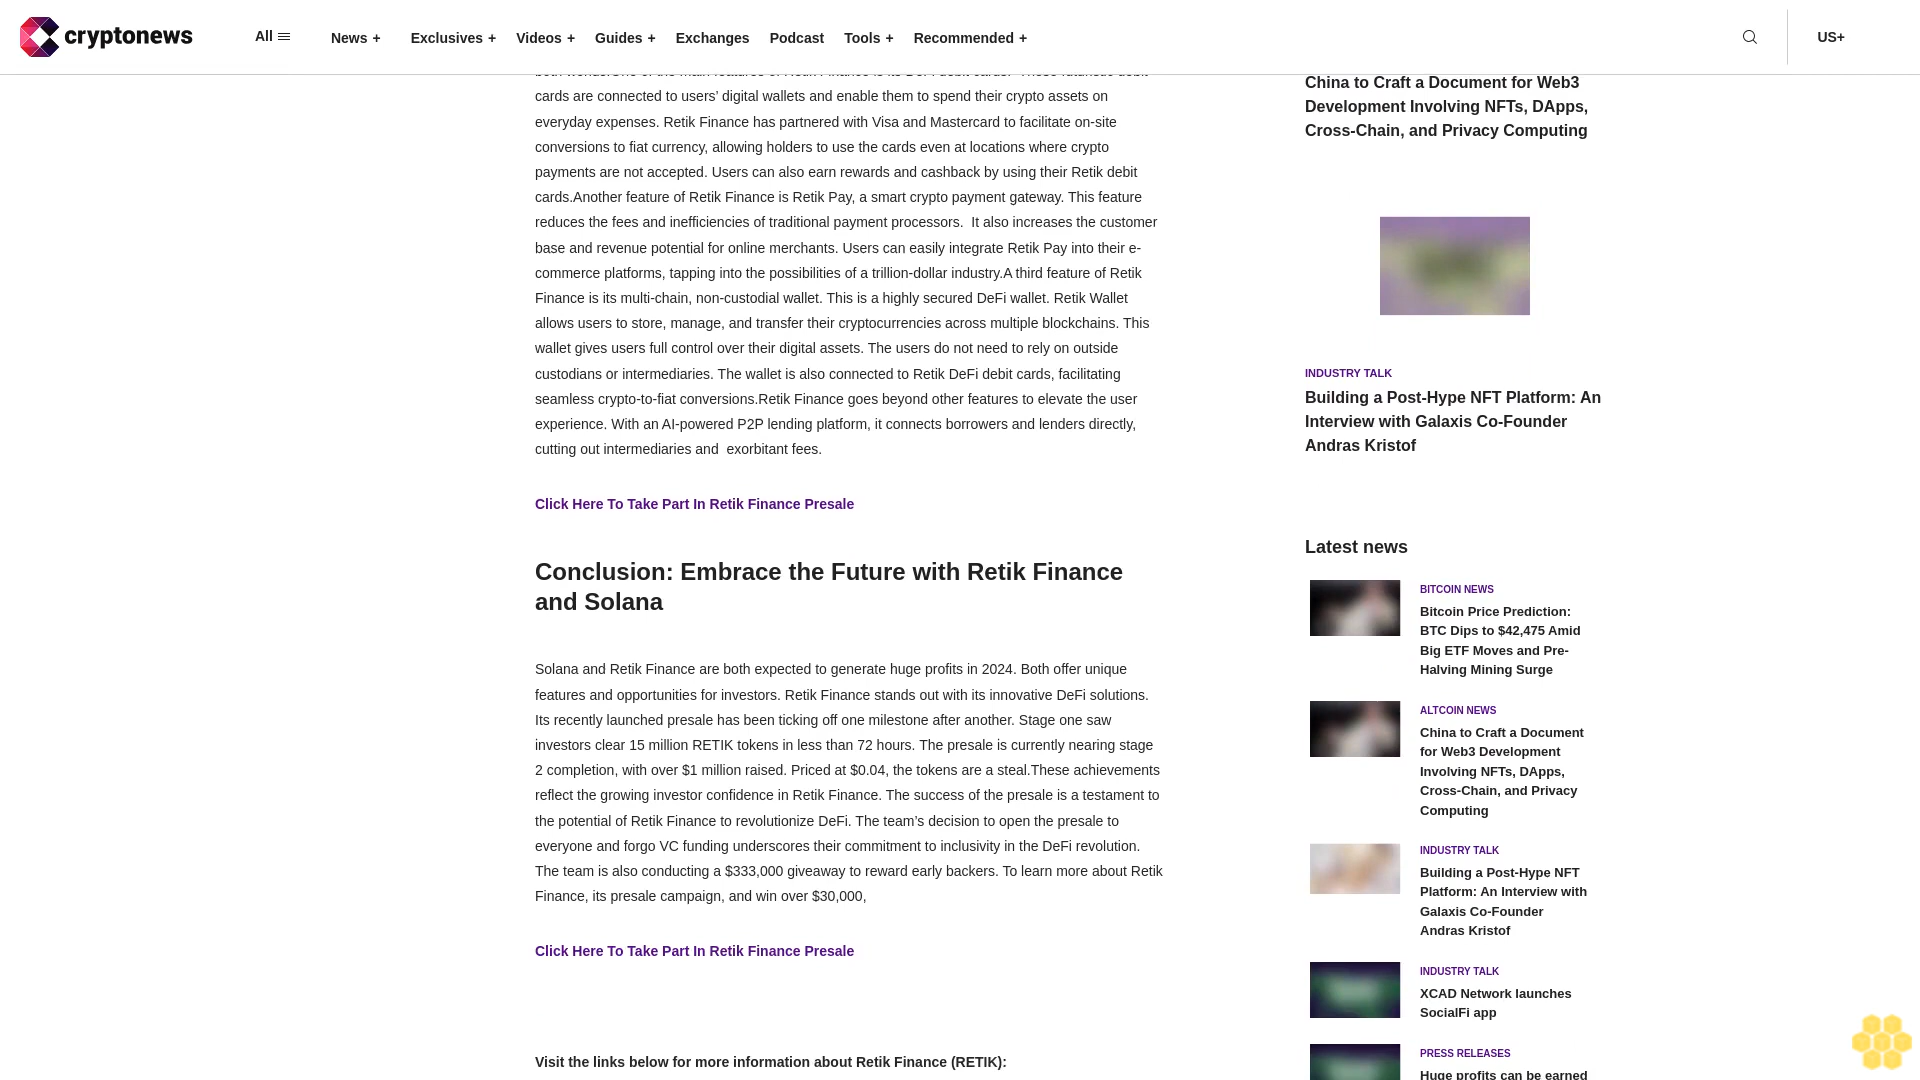 cryptonews
All
News +
Exclusives +
Videos +
Guides +
Exchanges
Podcast
Tools +
Recommended +
US+
cards are connected to users’ digital wallets and enable them to spend their crypto assets on
everyday expenses. Retik Finance has partnered with Visa and Mastercard to facilitate on-site
conversions to fiat currency, allowing holders to use the cards even at locations where crypto
payments are not accepted. Users can also earn rewards and cashback by using their Retik debit
cards.Another feature of Retik Finance is Retik Pay, a smart crypto payment gateway. This feature
reduces the fees and inefficiencies of traditional payment processors.  It also increases the customer
base and revenue potential for online merchants. Users can easily integrate Retik Pay into their e-
commerce platforms, tapping into the possibilities of a trillion-dollar industry.A third feature of Retik
Finance is its multi-chain, non-custodial wallet. This is a highly secured DeFi wallet. Retik Wallet
allows users to store, manage, and transfer their cryptocurrencies across multiple blockchains. This
wallet gives users full control over their digital assets. The users do not need to rely on outside
custodians or intermediaries. The wallet is also connected to Retik DeFi debit cards, facilitating
seamless crypto-to-fiat conversions.Retik Finance goes beyond other features to elevate the user
experience. With an AI-powered P2P lending platform, it connects borrowers and lenders directly,
cutting out intermediaries and  exorbitant fees.
Click Here To Take Part In Retik Finance Presale
Conclusion: Embrace the Future with Retik Finance
and Solana
Solana and Retik Finance are both expected to generate huge profits in 2024. Both offer unique
features and opportunities for investors. Retik Finance stands out with its innovative DeFi solutions.
Its recently launched presale has been ticking off one milestone after another. Stage one saw
investors clear 15 million RETIK tokens in less than 72 hours. The presale is currently nearing stage
2 completion, with over $1 million raised. Priced at $0.04, the tokens are a steal.These achievements
reflect the growing investor confidence in Retik Finance. The success of the presale is a testament to
the potential of Retik Finance to revolutionize DeFi. The team’s decision to open the presale to
everyone and forgo VC funding underscores their commitment to inclusivity in the DeFi revolution.
The team is also conducting a $333,000 giveaway to reward early backers. To learn more about Retik
Finance, its presale campaign, and win over $30,000,
Click Here To Take Part In Retik Finance Presale
Visit the links below for more information about Retik Finance (RETIK):
China to Craft a Document for Web3
Development Involving NFTs, DApps,
Cross-Chain, and Privacy Computing
INDUSTRY TALK
Building a Post-Hype NFT Platform: An
Interview with Galaxis Co-Founder
Andras Kristof
Latest news
BITCOIN NEWS
Bitcoin Price Prediction:
BTC Dips to $42,475 Amid
Big ETF Moves and Pre-
Halving Mining Surge
ALTCOIN NEWS
China to Craft a Document
for Web3 Development
Involving NFTs, DApps,
Cross-Chain, and Privacy
Computing
INDUSTRY TALK
Building a Post-Hype NFT
Platform: An Interview with
Galaxis Co-Founder
Andras Kristof
INDUSTRY TALK
XCAD Network launches
SocialFi app
PRESS RELEASES
Huge profits can be earned